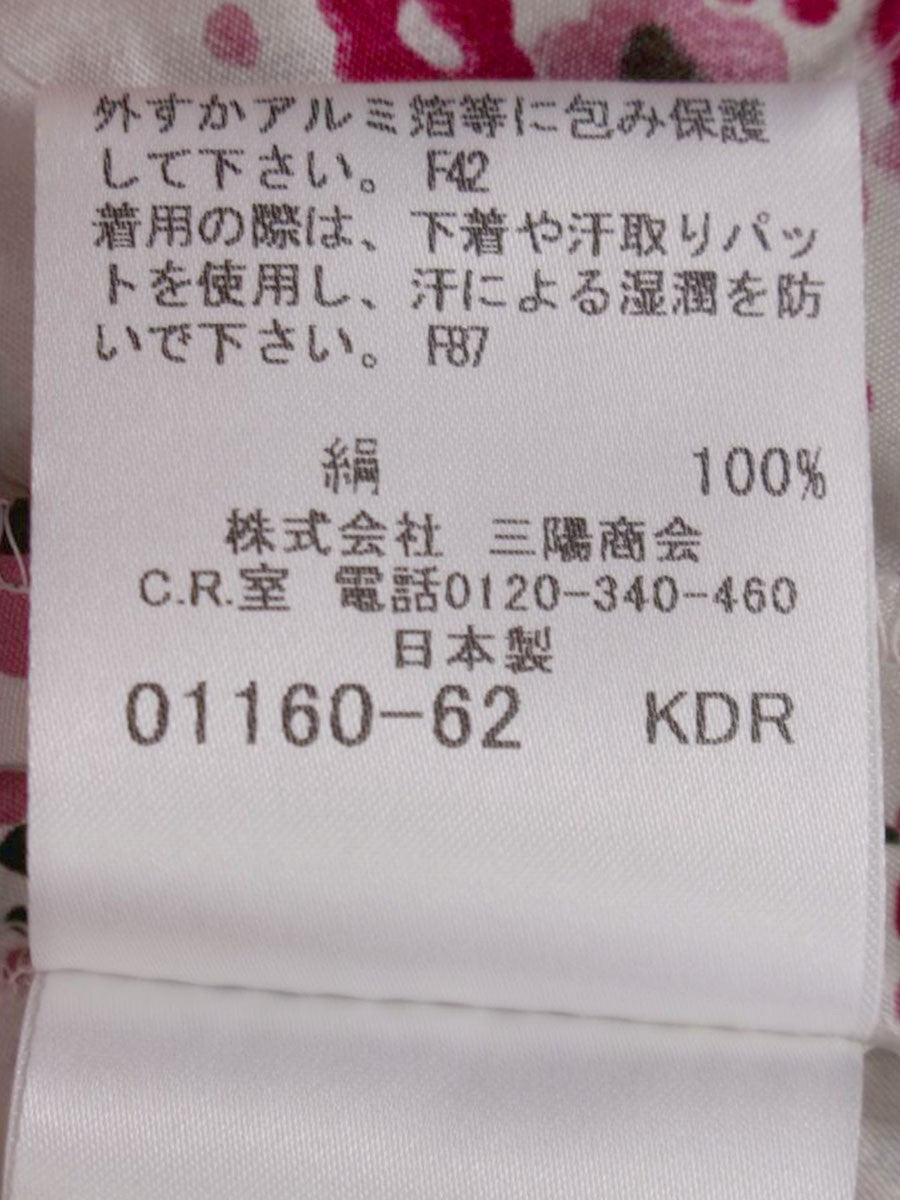 外すかアルミ箔等に包み保護
して下さい。 F42
着用の際は、下着や汗取りパッ
トを使用し、汗による湿潤を防
いで下さい。 F87
絹 100%
株式会社 三陽商会
C.R.室 電話0120-340-460
日本製
01160-62 KDR